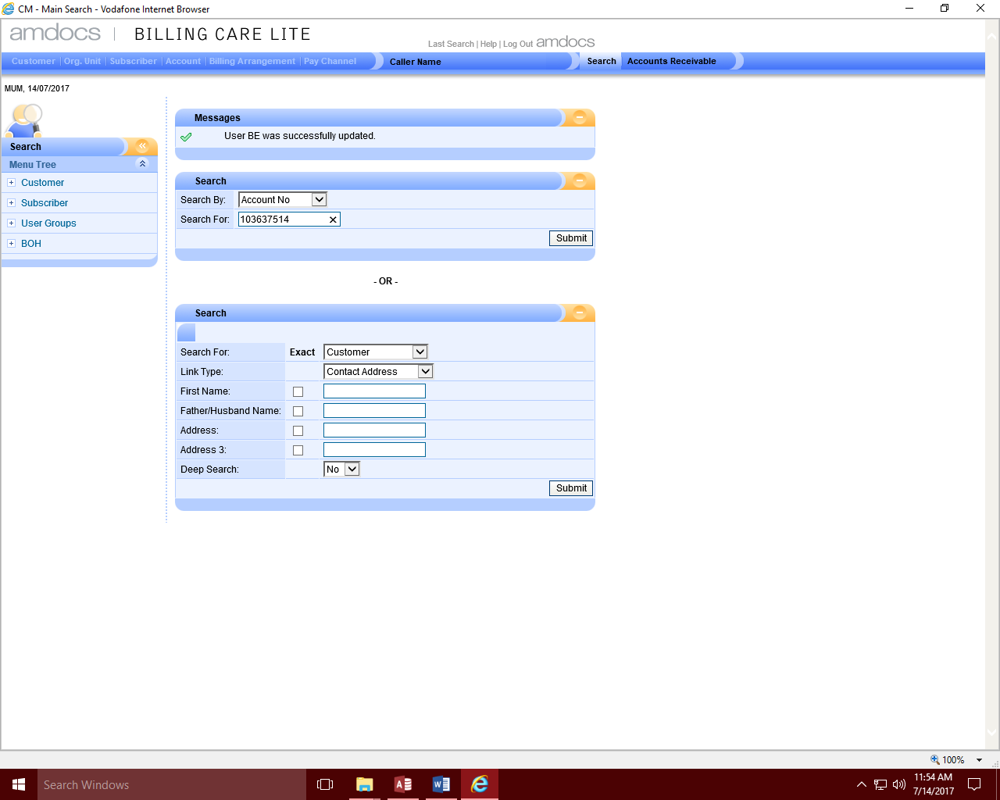 CM - Main Search - Vodafone Internet Browser
amdocs | BILLING CARE LITE
Last Search | Help | Log Out amdocs
Customer | Org. Unit | Subscriber | Account | Billing Arrangement | Pay Channel Caller Name Search Accounts Receivable
MUM, 14/07/2017
Search
Menu Tree
Customer
Subscriber
User Groups
BOH
Messages
User BE was successfully updated.
Search
Search By: Account No
Search For: 103637514
Submit
- OR -
Search
Search For: Exact Customer
Link Type: Contact Address
First Name:
Father/Husband Name:
Address:
Address 3:
Deep Search: No
Submit
100%
Search Windows
11:54 AM
7/14/2017